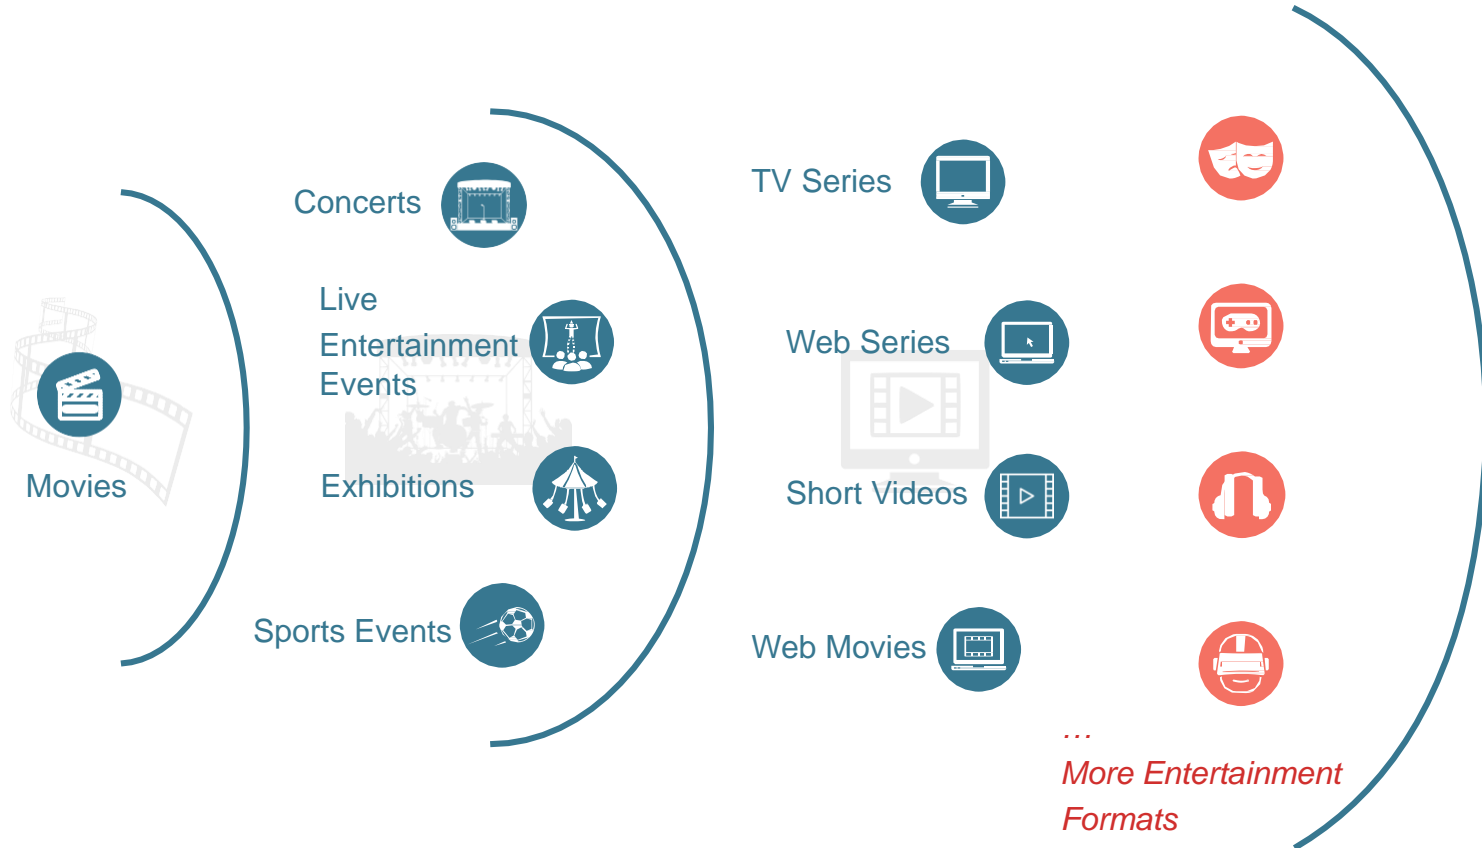 Movies
Concerts
Live
Entertainment
Events
Exhibitions
Sports Events
TV Series
Web Series
Short Videos
Web Movies
…
More Entertainment
Formats